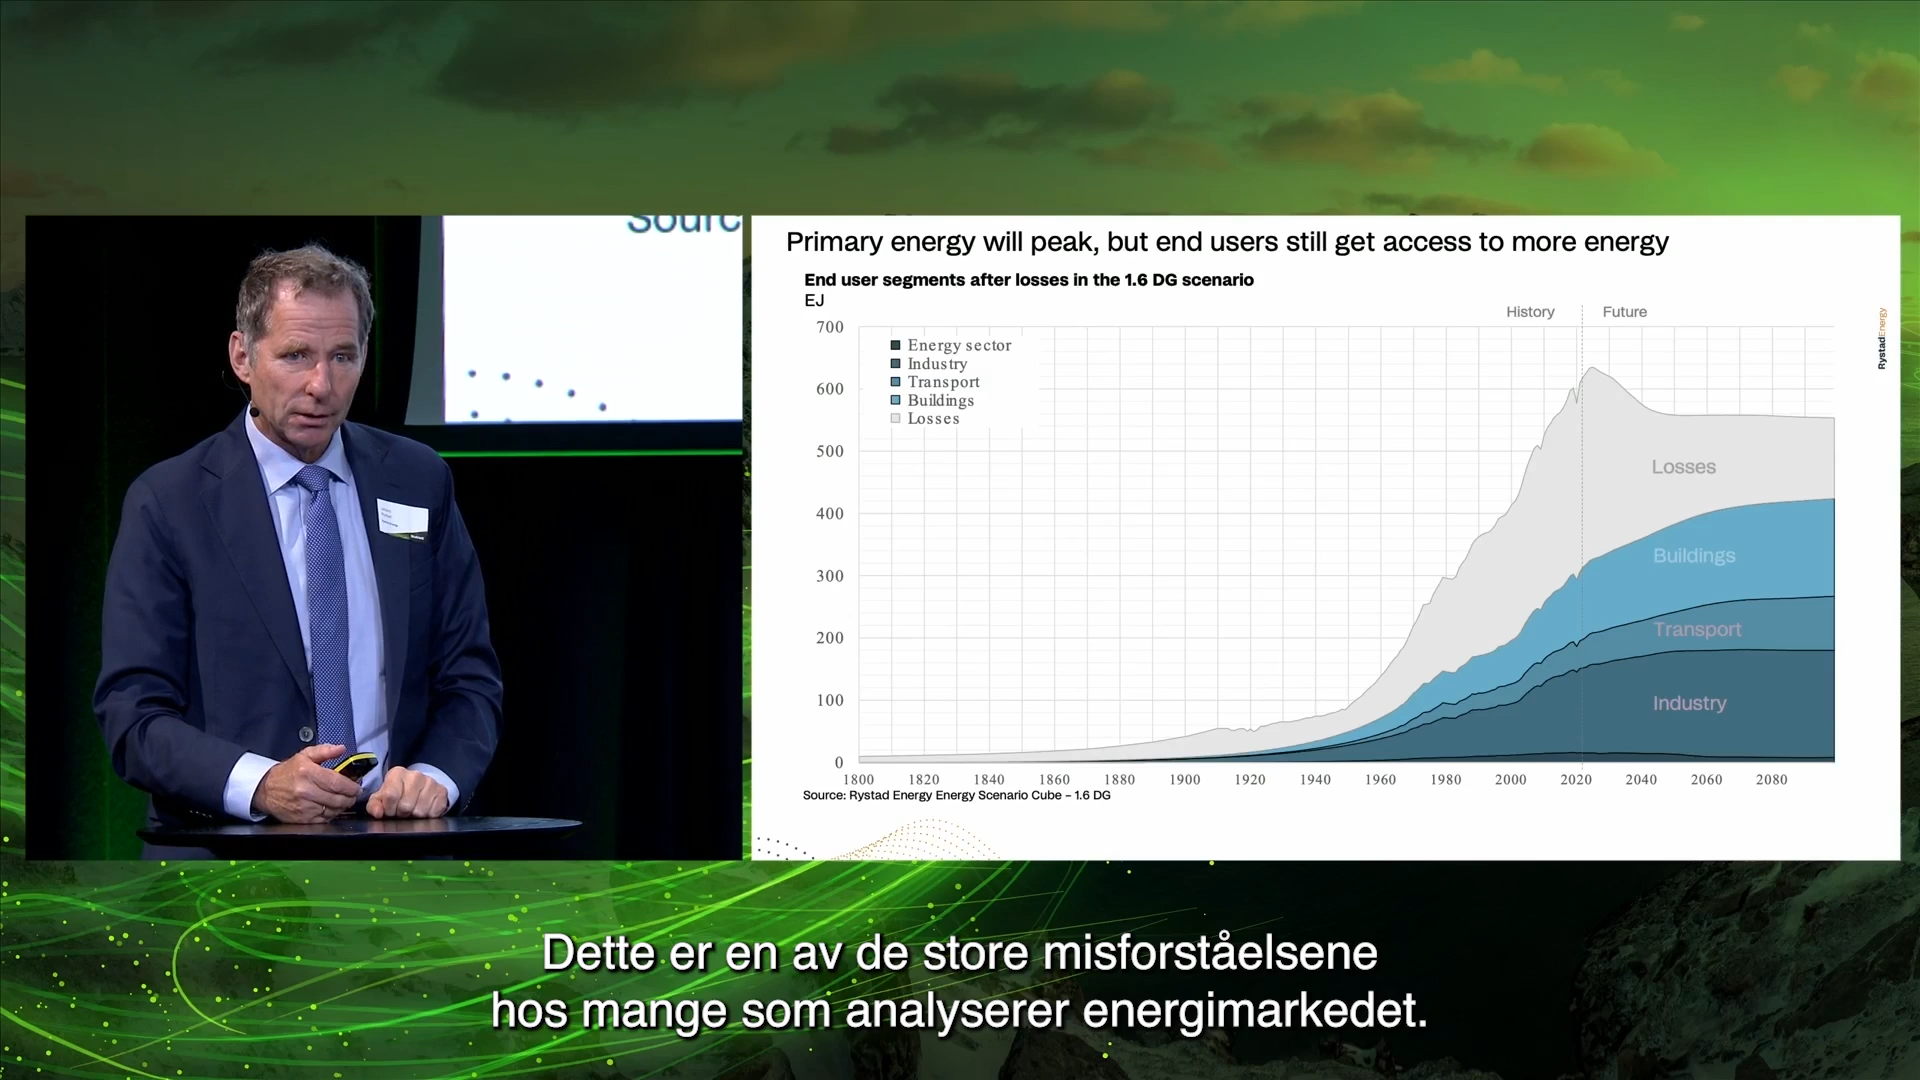 Sourc
Primary energy will peak, but end users still get access to more energy
End user segments after losses in the 1.6 DG scenario
EJ
History
Future
RystadEnergy
700
600
500
400
300
200
100
0
Energy sector
Industry
Transport
Buildings
Losses
Losses
Buildings
Transport
Industry
1800 1820 1840 1860 1880 1900 1920 1940 1960 1980 2000 2020 2040 2060 2080
Source: Rystad Energy Energy Scenario Cube – 1.6 DG
Dette er en av de store misforståelsene
hos mange som analyserer energimarkedet.